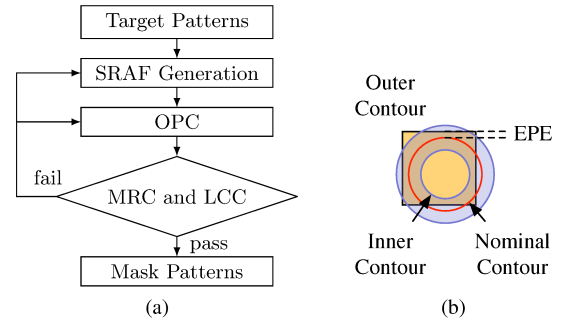 Target Patterns
SRAF Generation
OPC
fail
MRC and LCC
pass
Mask Patterns
(a)
Outer
Contour
EPE
Inner
Contour
Nominal
Contour
(b)